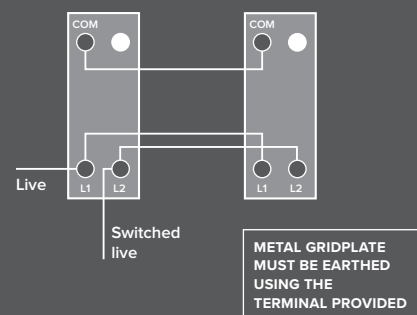 COM
COM
L1
L2
L1
L2
Live
Switched
live
METAL GRIDPLATE
MUST BE EARTHED
USING THE
TERMINAL PROVIDED